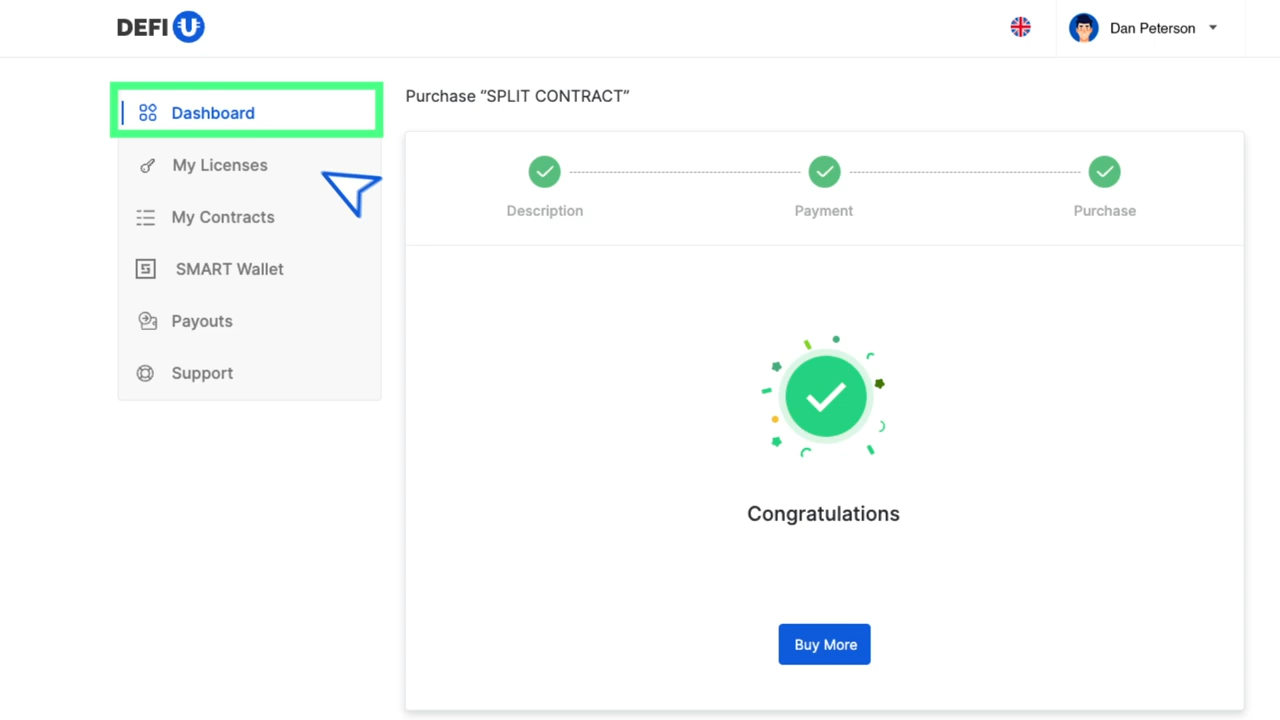 DEFI U
Dan Peterson
Dashboard
My Licenses
My Contracts
SMART Wallet
Payouts
Support
Purchase “SPLIT CONTRACT”
Description
Payment
Purchase
Congratulations
Buy More